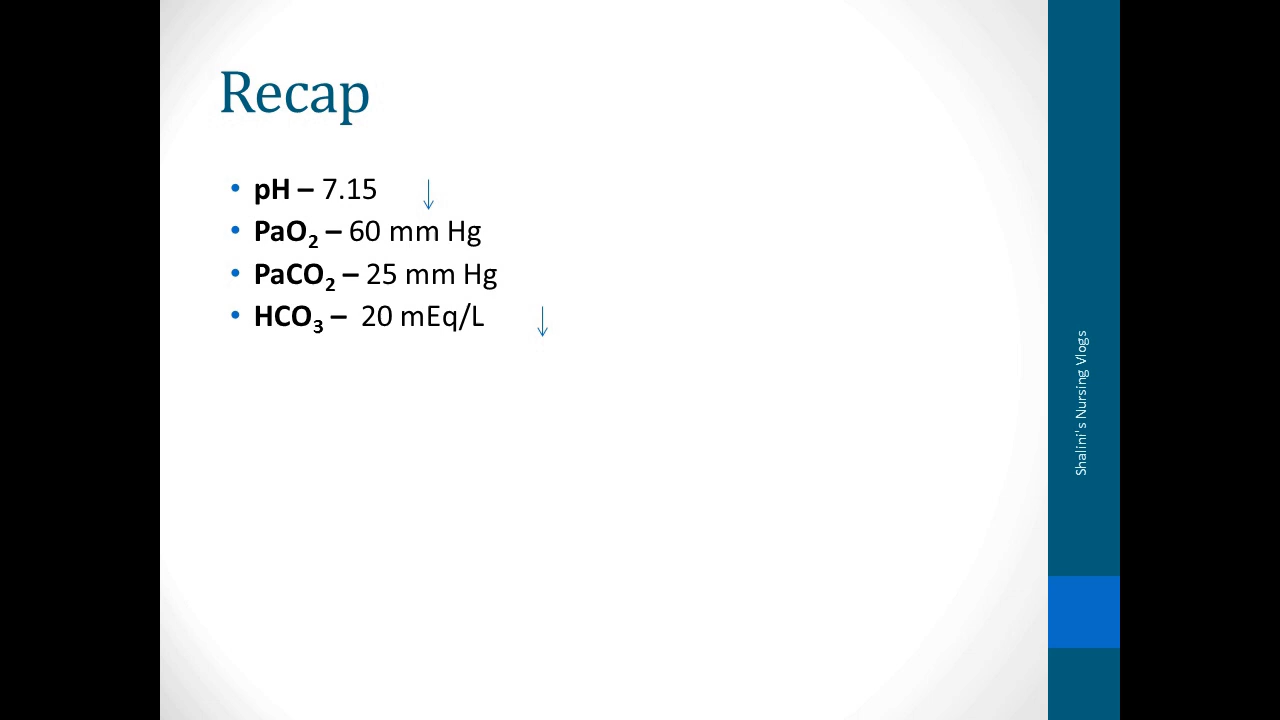 Recap
• pH – 7.15 ↓
• PaO₂ – 60 mm Hg
• PaCO₂ – 25 mm Hg
• HCO₃ – 20 mEq/L ↓
Shalini's Nursing Vlogs